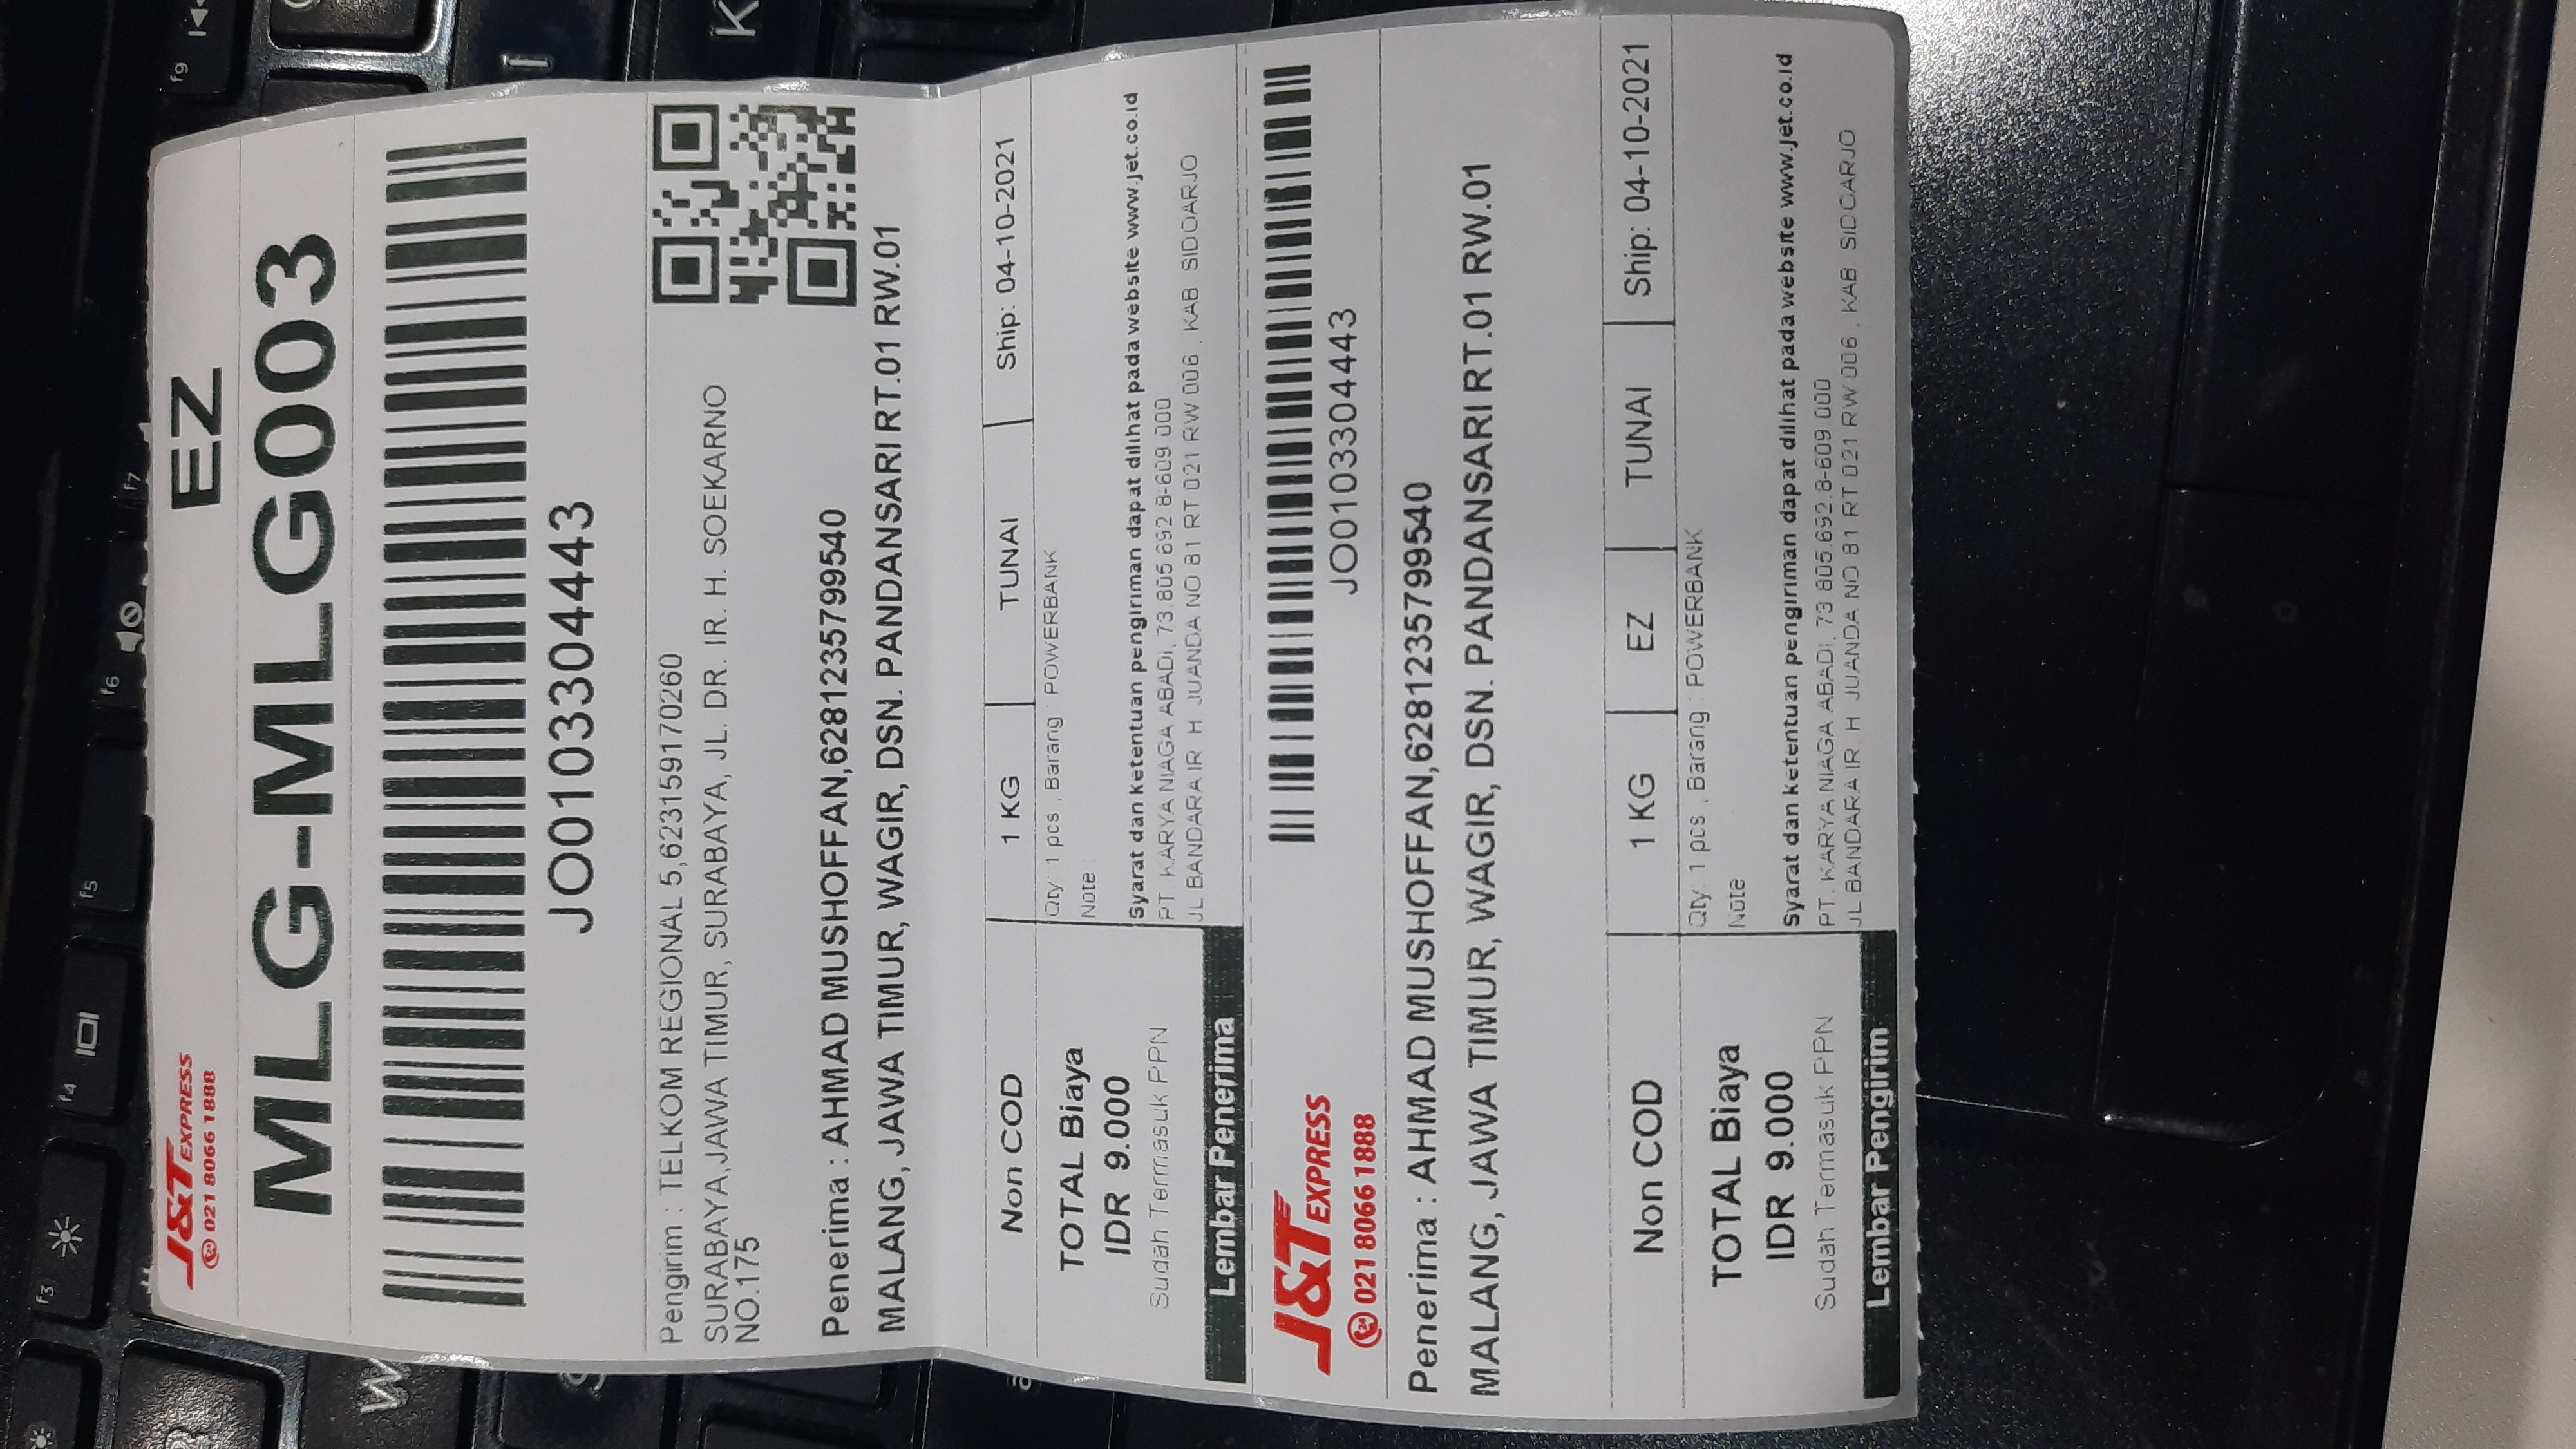 f3
f4
f5
f6
f7
f9
J&T EXPRESS
021 8066 1888
EZ
MLG-MLG003
W
JO0103304443
I
S
Pengirim : TELKOM REGIONAL 5,623159170260
SURABAYA,JAWA TIMUR, SURABAYA, JL. DR. IR. H. SOEKARNO
NO.175
K
Penerima : AHMAD MUSHOFFAN,6281235799540
MALANG, JAWA TIMUR, WAGIR, DSN. PANDANSARI RT.01 RW.01
Non COD 1 KG TUNAI Ship: 04-10-2021
TOTAL Biaya
IDR 9.000
Sudah Termasuk PPN
Lembar Penerima
Qty: 1 pcs , Barang : POWERBANK
Note :
Syarat dan ketentuan pengiriman dapat dilihat pada website www.jet.co.id
PT. KARYA NIAGA ABADI, 73.805.692.8-609.000
JL BANDARA IR. H. JUANDA NO 81 RT 021 RW 006 , KAB. SIDOARJO
J&T EXPRESS
021 8066 1888
JO0103304443
Penerima : AHMAD MUSHOFFAN,6281235799540
MALANG, JAWA TIMUR, WAGIR, DSN. PANDANSARI RT.01 RW.01
Non COD 1 KG EZ TUNAI Ship: 04-10-2021
TOTAL Biaya
IDR 9.000
Sudah Termasuk PPN
Lembar Pengirim
Qty: 1 pcs , Barang : POWERBANK
Note
Syarat dan ketentuan pengiriman dapat dilihat pada website www.jet.co.id
PT. KARYA NIAGA ABADI, 73.805.692.8-609.000
JL BANDARA IR. H. JUANDA NO 81 RT 021 RW 006 , KAB. SIDOARJO